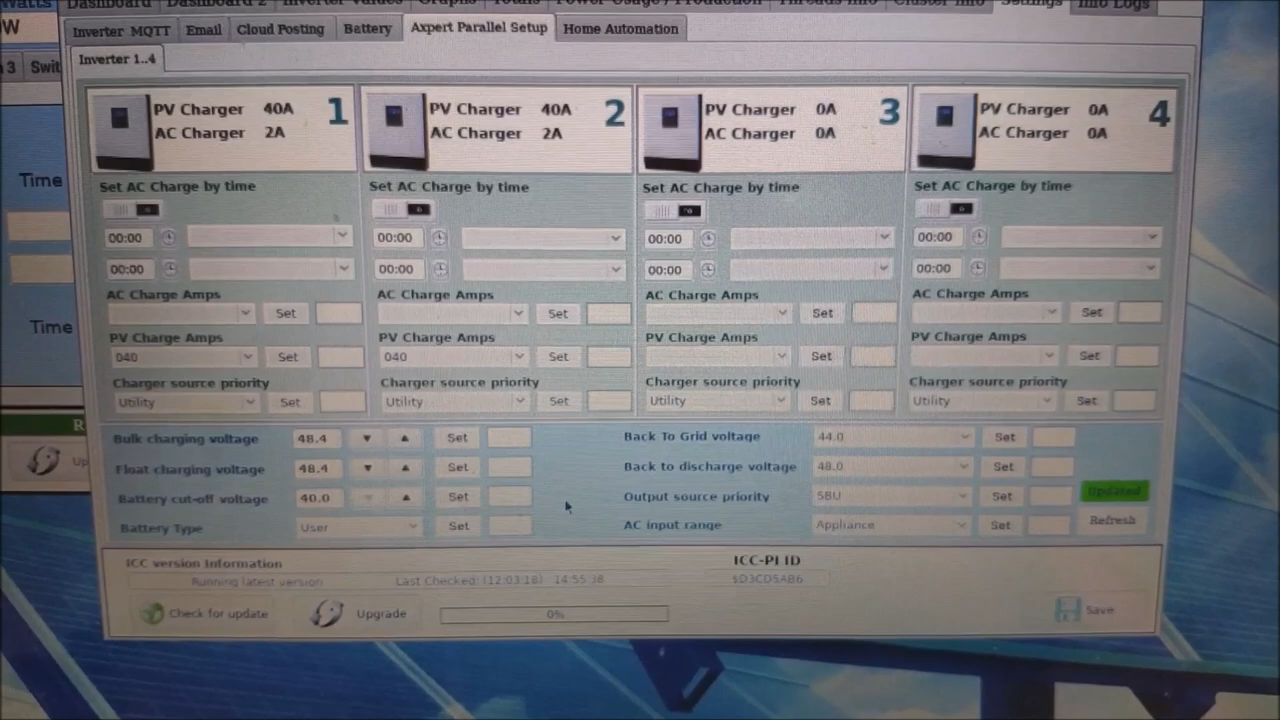 Watts Dashboard Dashboard 2 Inverter Values Graphs Totals Power Usage / Production Threads Info Cluster Info Settings Info Logs
W
Inverter MQTT Email Cloud Posting Battery Axpert Parallel Setup Home Automation
3 Swit Inverter 1..4
PV Charger 40A 1 PV Charger 40A 2 PV Charger 0A 3 PV Charger 0A 4
AC Charger 2A AC Charger 2A AC Charger 0A AC Charger 0A
Time
Set AC Charge by time Set AC Charge by time Set AC Charge by time Set AC Charge by time
00:00 00:00 00:00 00:00
00:00 00:00 00:00 00:00
AC Charge Amps AC Charge Amps AC Charge Amps AC Charge Amps
Set Set Set Set
Time
PV Charge Amps PV Charge Amps PV Charge Amps PV Charge Amps
040 Set 040 Set Set Set
Charger source priority Charger source priority Charger source priority Charger source priority
Utility Set Utility Set Utility Set Utility Set
R
Bulk charging voltage 48.4 Set Back To Grid voltage 44.0 Set
Up Float charging voltage 48.4 Set Back to discharge voltage 48.0 Set
Battery cut-off voltage 40.0 Set Output source priority SBU Set Updated
Battery Type User Set AC input range Appliance Set Refresh
ICC version Information ICC-PI ID
Running latest version Last Checked: (12:03:18) 14:55:38 $D3CD5AB6
Check for update Upgrade 0% Save